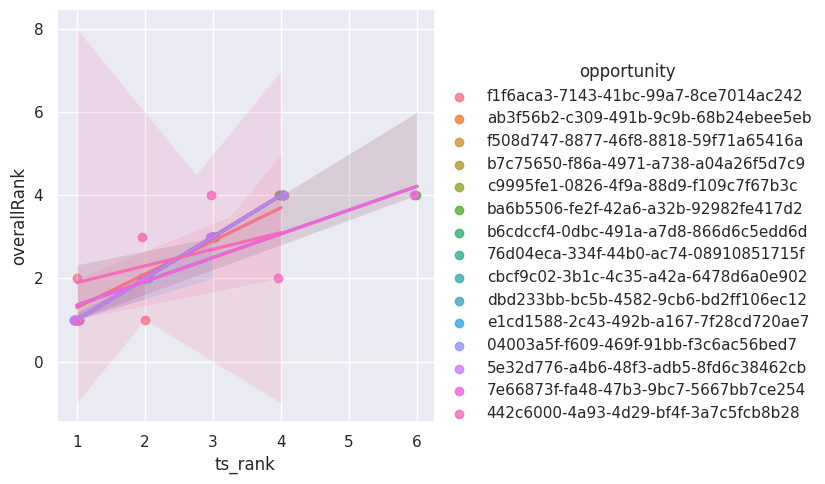 8
6
4
2
0
overallRank
1
2
3
4
5
6
ts_rank
opportunity
f1f6aca3-7143-41bc-99a7-8ce7014ac242
ab3f56b2-c309-491b-9c9b-68b24ebee5eb
f508d747-8877-46f8-8818-59f71a65416a
b7c75650-f86a-4971-a738-a04a26f5d7c9
c9995fe1-0826-4f9a-88d9-f109c7f67b3c
ba6b5506-fe2f-42a6-a32b-92982fe417d2
b6cdccf4-0dbc-491a-a7d8-866d6c5edd6d
76d04eca-334f-44b0-ac74-08910851715f
cbcf9c02-3b1c-4c35-a42a-6478d6a0e902
dbd233bb-bc5b-4582-9cb6-bd2ff106ec12
e1cd1588-2c43-492b-a167-7f28cd720ae7
04003a5f-f609-469f-91bb-f3c6ac56bed7
5e32d776-a4b6-48f3-adb5-8fd6c38462cb
7e66873f-fa48-47b3-9bc7-5667bb7ce254
442c6000-4a93-4d29-bf4f-3a7c5fcb8b28